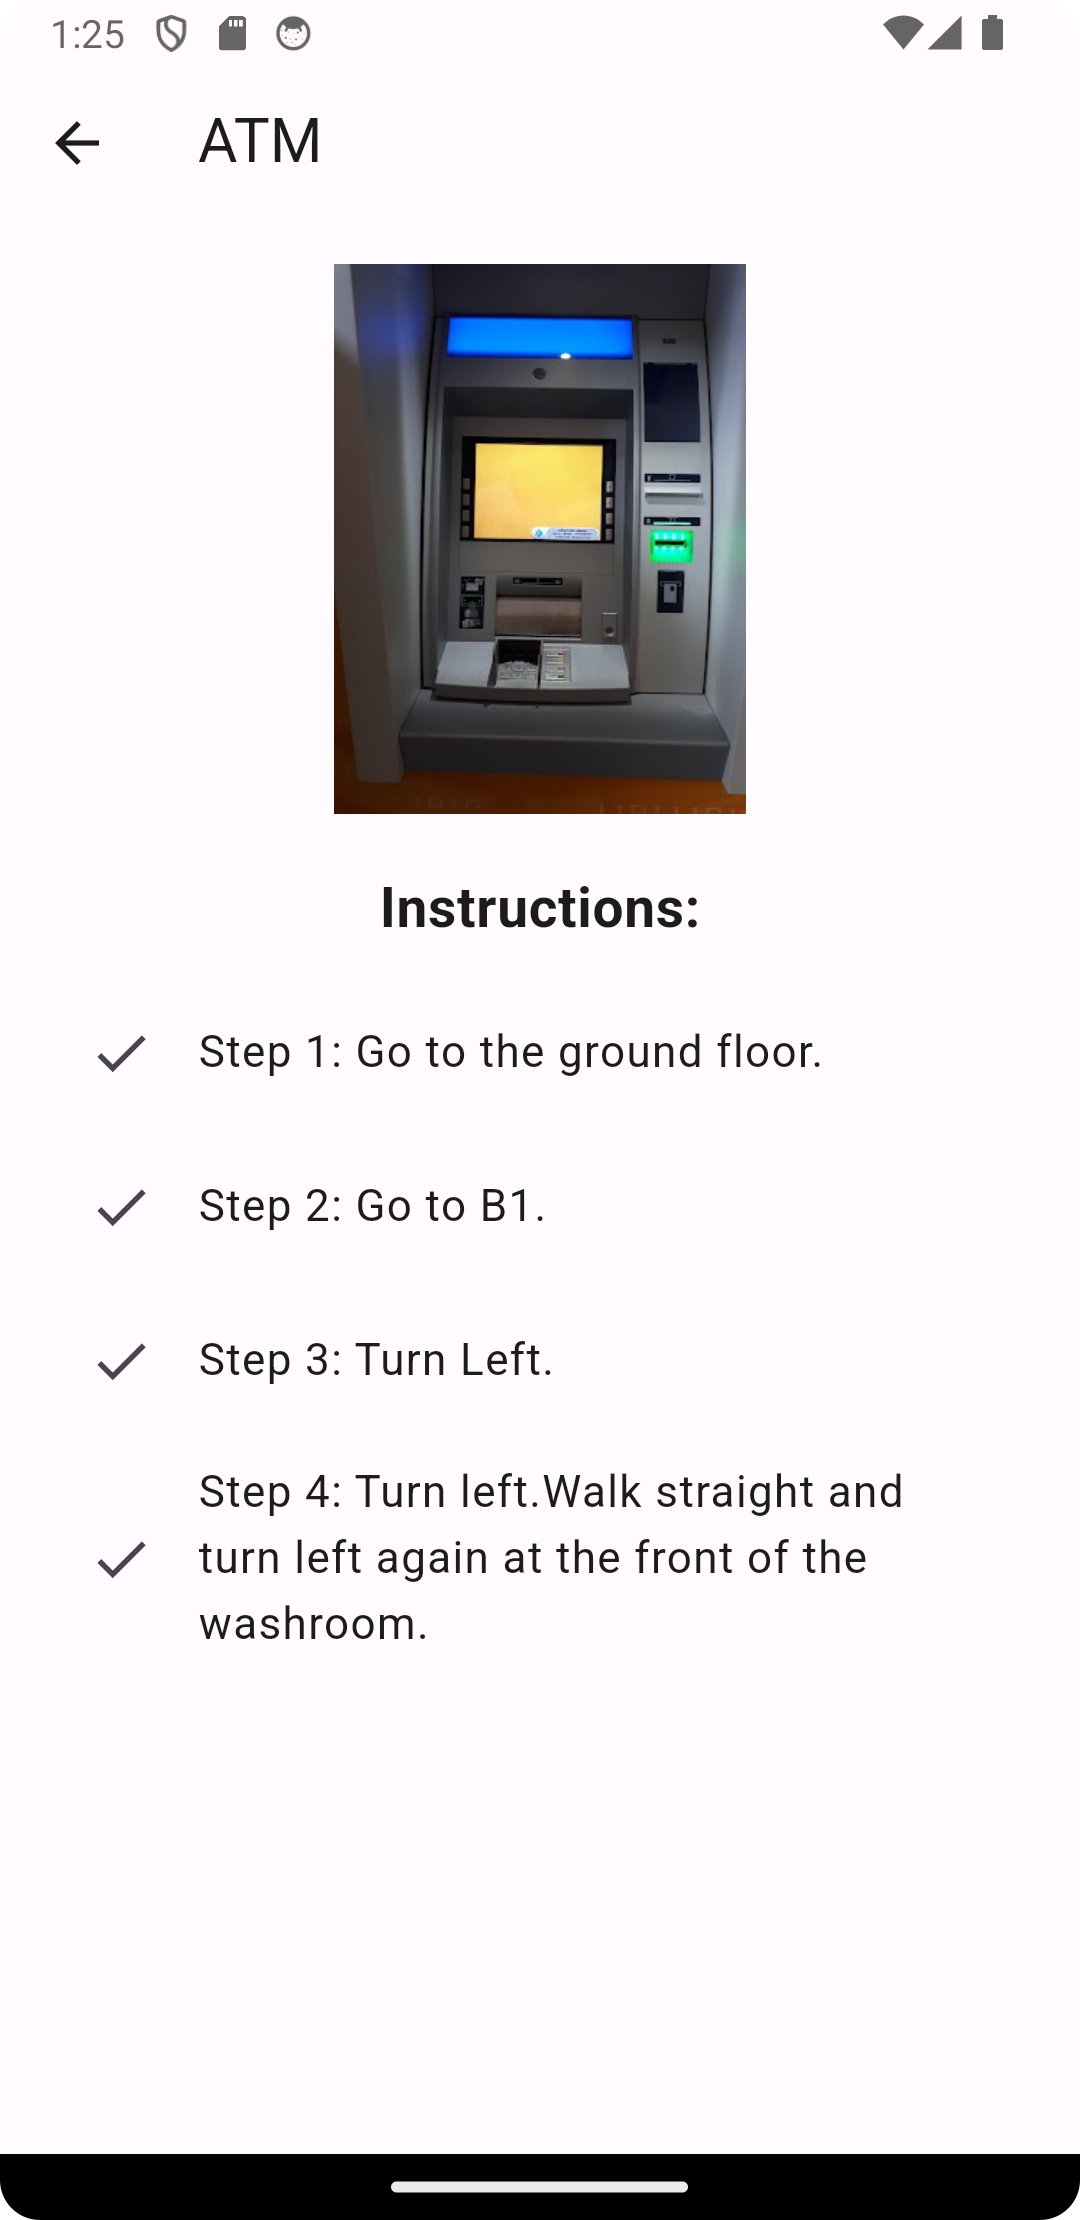 1:25
ATM
Instructions:
Step 1: Go to the ground floor.
Step 2: Go to B1.
Step 3: Turn Left.
Step 4: Turn left.Walk straight and
turn left again at the front of the
washroom.